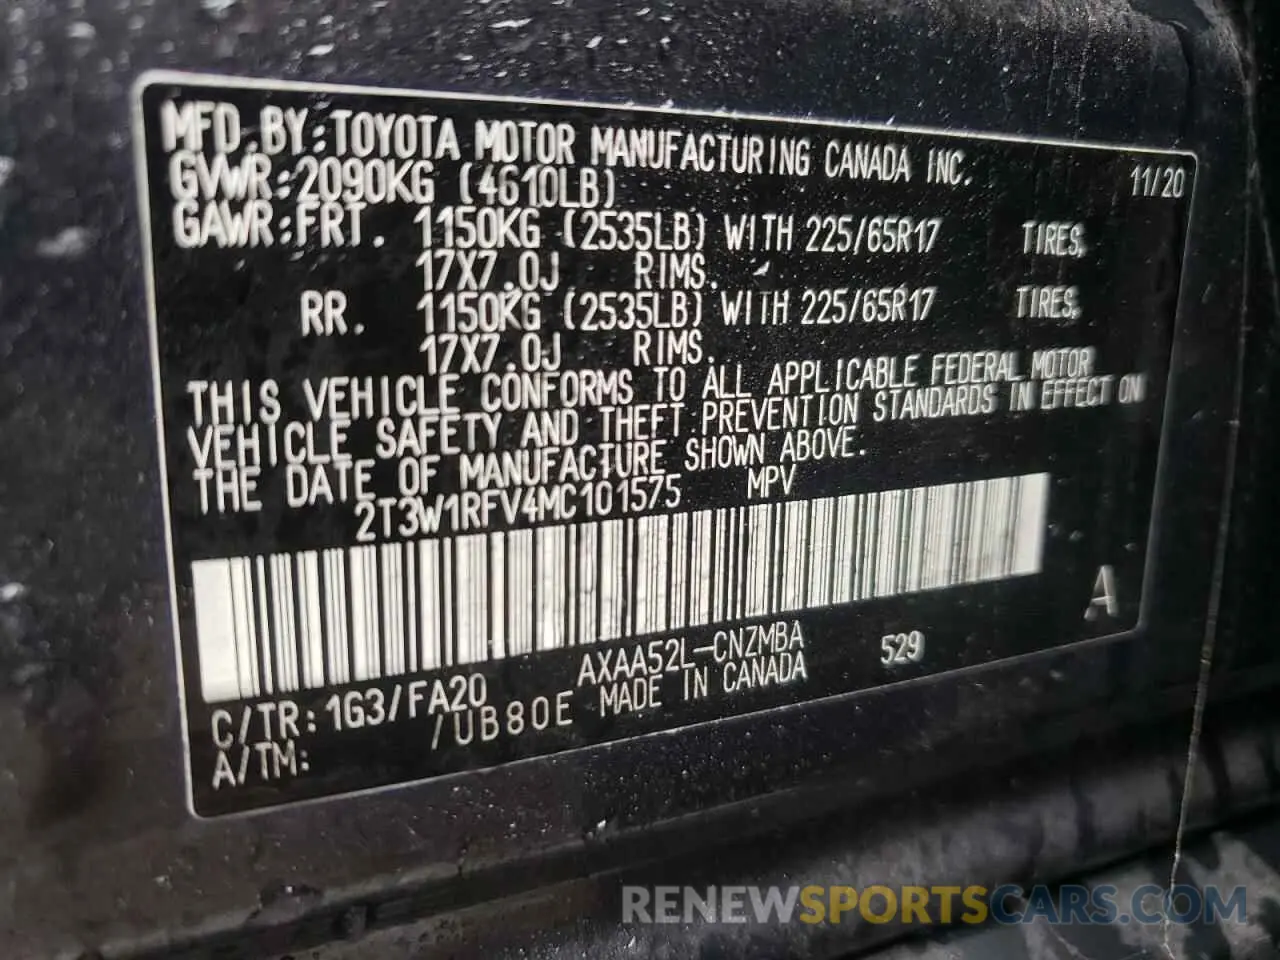 MFD.BY:TOYOTA MOTOR MANUFACTURING CANADA INC.
GVWR:2090KG (4610LB) 11/20
GAWR:FRT. 1150KG (2535LB) WITH 225/65R17 TIRES,
17X7.0J RIMS.
RR. 1150KG (2535LB) WITH 225/65R17 TIRES,
17X7.0J RIMS.
THIS VEHICLE CONFORMS TO ALL APPLICABLE FEDERAL MOTOR
VEHICLE SAFETY AND THEFT PREVENTION STANDARDS IN EFFECT ON
THE DATE OF MANUFACTURE SHOWN ABOVE.
2T3W1RFV4MC101575 MPV
A
C/TR:1G3/FA20 AXAA52L-CNZMBA 529
A/TM: /UB80E MADE IN CANADA
RENEWSPORTSCARS.COM